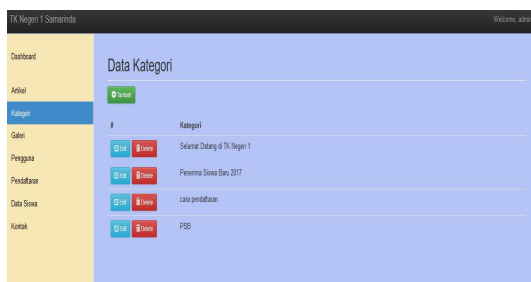 TK Negeri 1 Samarinda
Welcome, admin
Dashboard
Artikel
Kategori
Galeri
Pengguna
Pendaftaran
Data Siswa
Kontak
Data Kategori
Tambah
# Kategori
Edit Delete Selamat Datang di TK Negeri 1
Edit Delete Penerima Siswa Baru 2017
Edit Delete cara pendaftaran
Edit Delete PSB